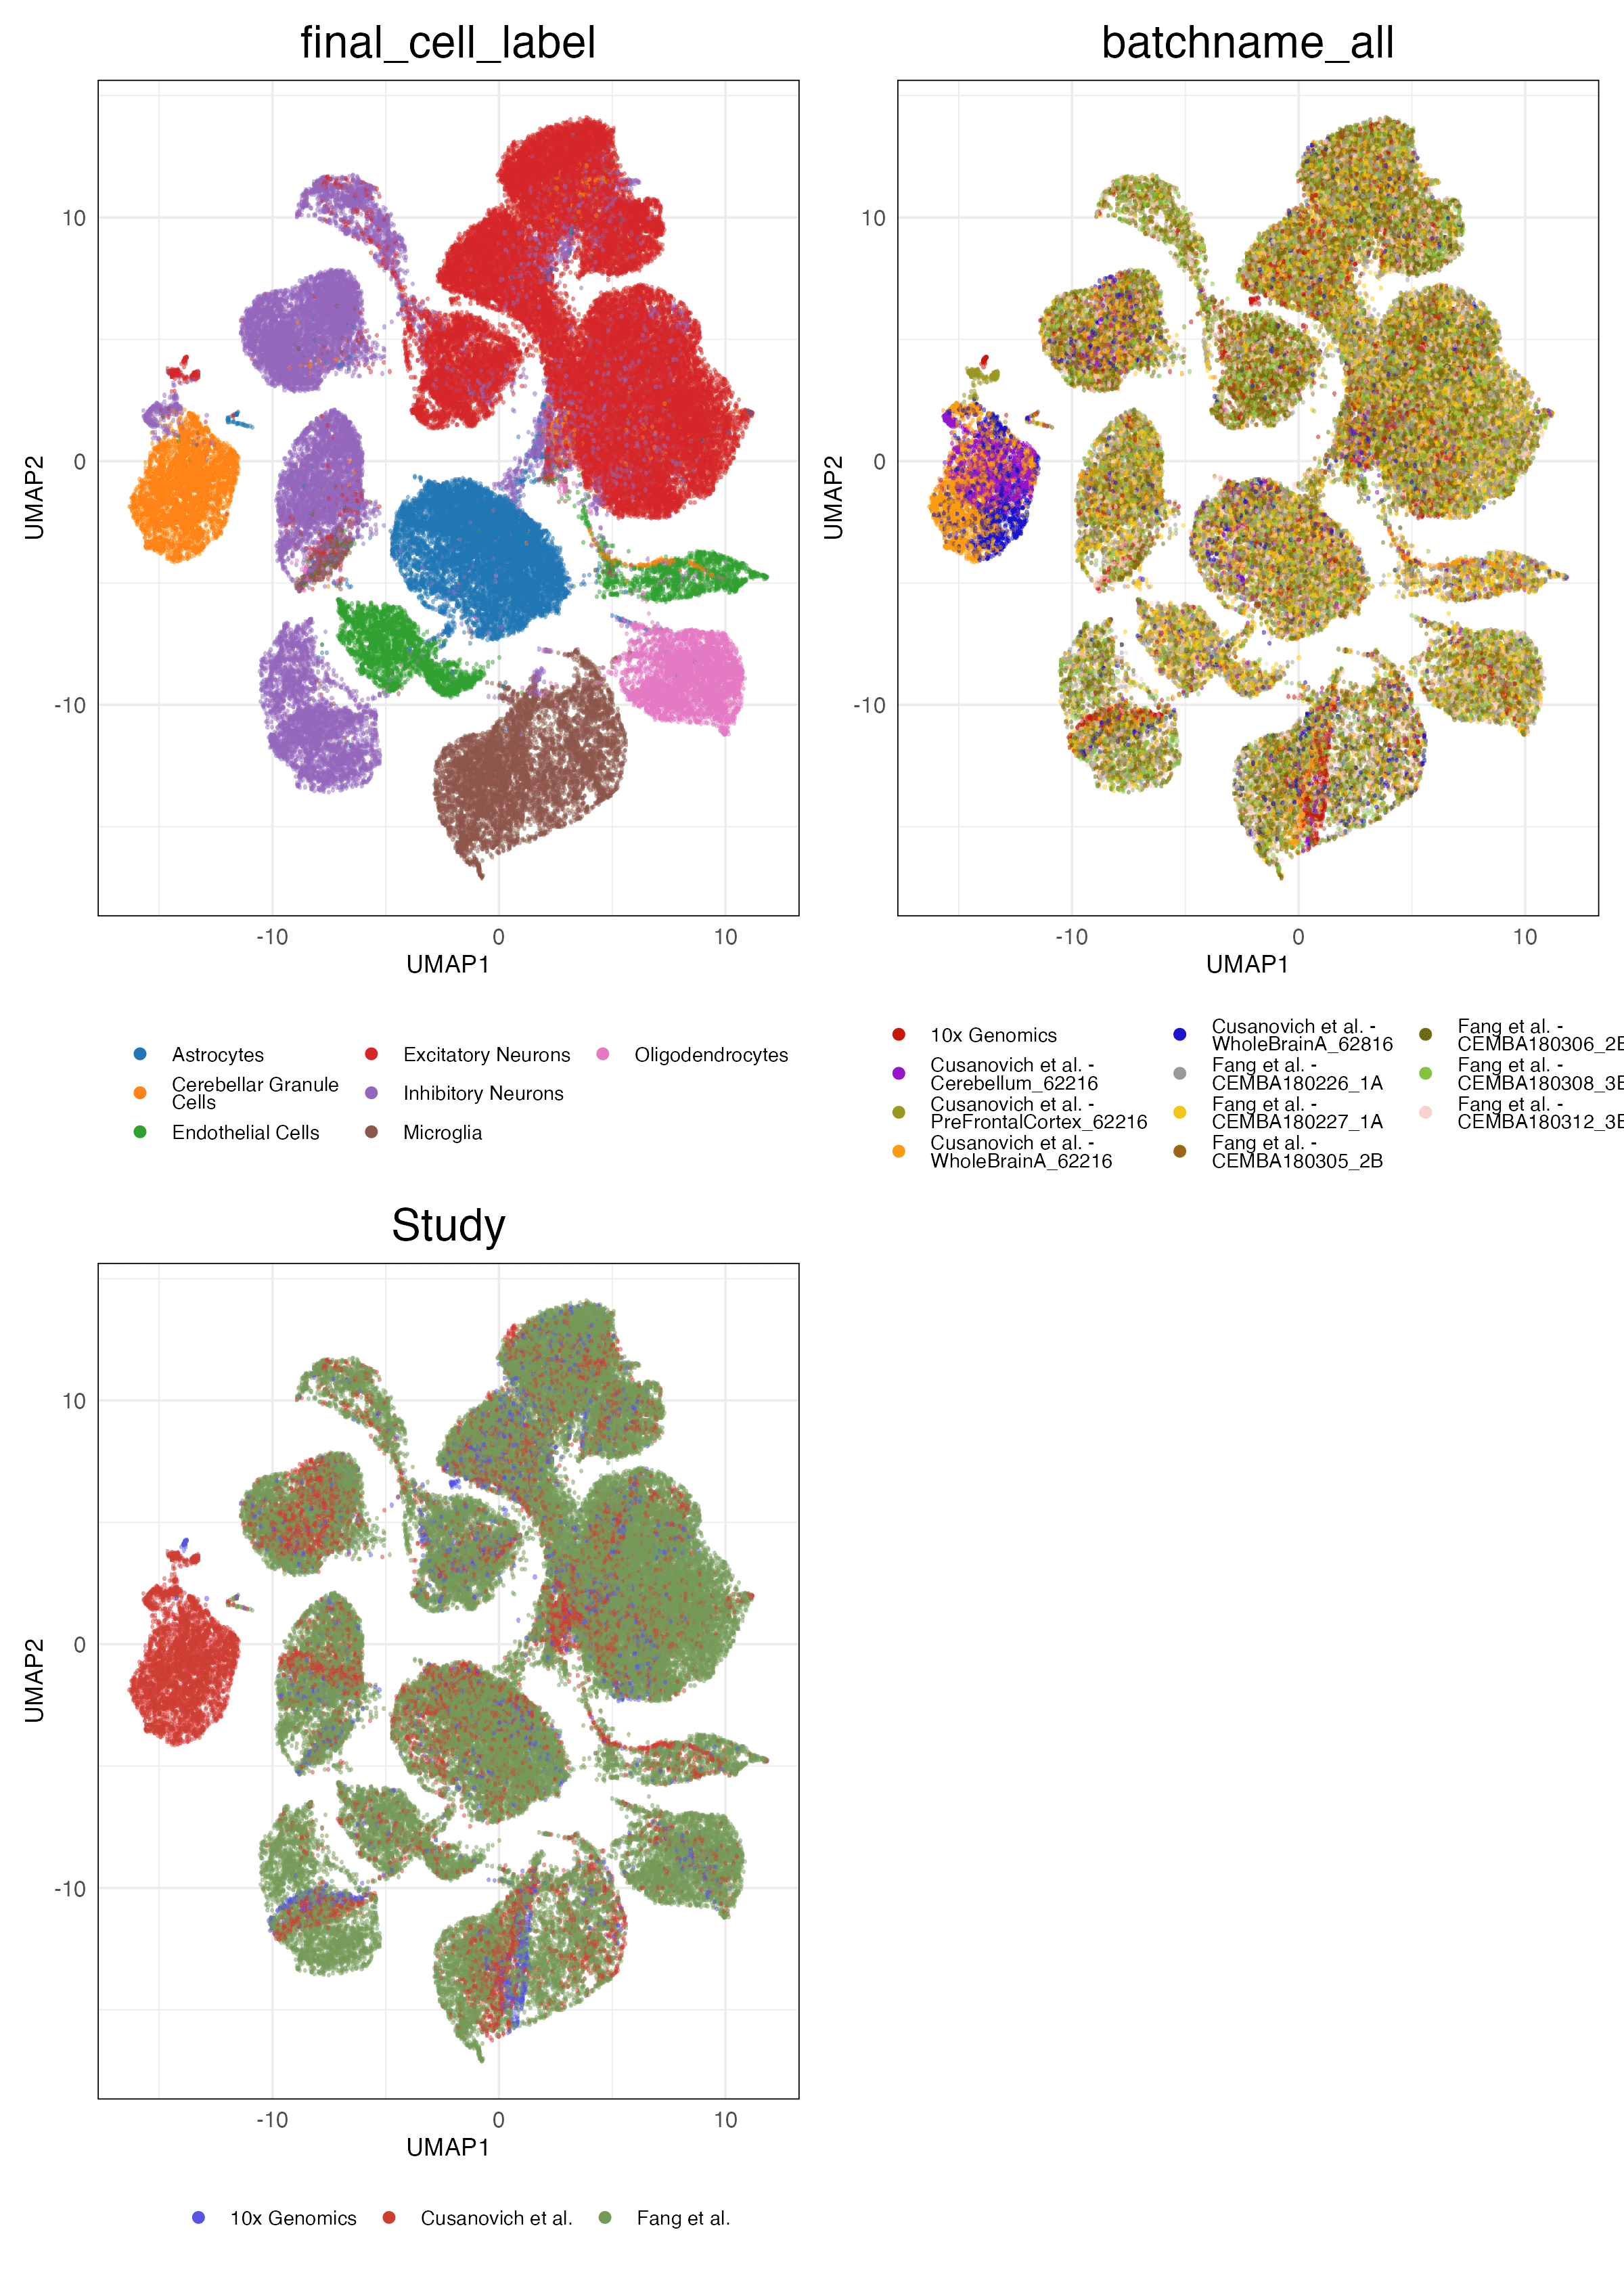 final_cell_label
batchname_all
10
0
-10
UMAP2
-10
0
10
UMAP1
10
0
-10
UMAP2
-10
0
10
UMAP1
Astrocytes
Cerebellar Granule
Cells
Endothelial Cells
Excitatory Neurons
Inhibitory Neurons
Microglia
Oligodendrocytes
10x Genomics
Cusanovich et al. -
Cerebellum_62216
Cusanovich et al. -
PreFrontalCortex_62216
Cusanovich et al. -
WholeBrainA_62216
Cusanovich et al. -
WholeBrainA_62816
Fang et al. -
CEMBA180226_1A
Fang et al. -
CEMBA180227_1A
Fang et al. -
CEMBA180305_2B
Fang et al. -
Fang et al. -
Fang et al. -
Study
10
0
-10
UMAP2
-10
0
10
UMAP1
10x Genomics
Cusanovich et al.
Fang et al.